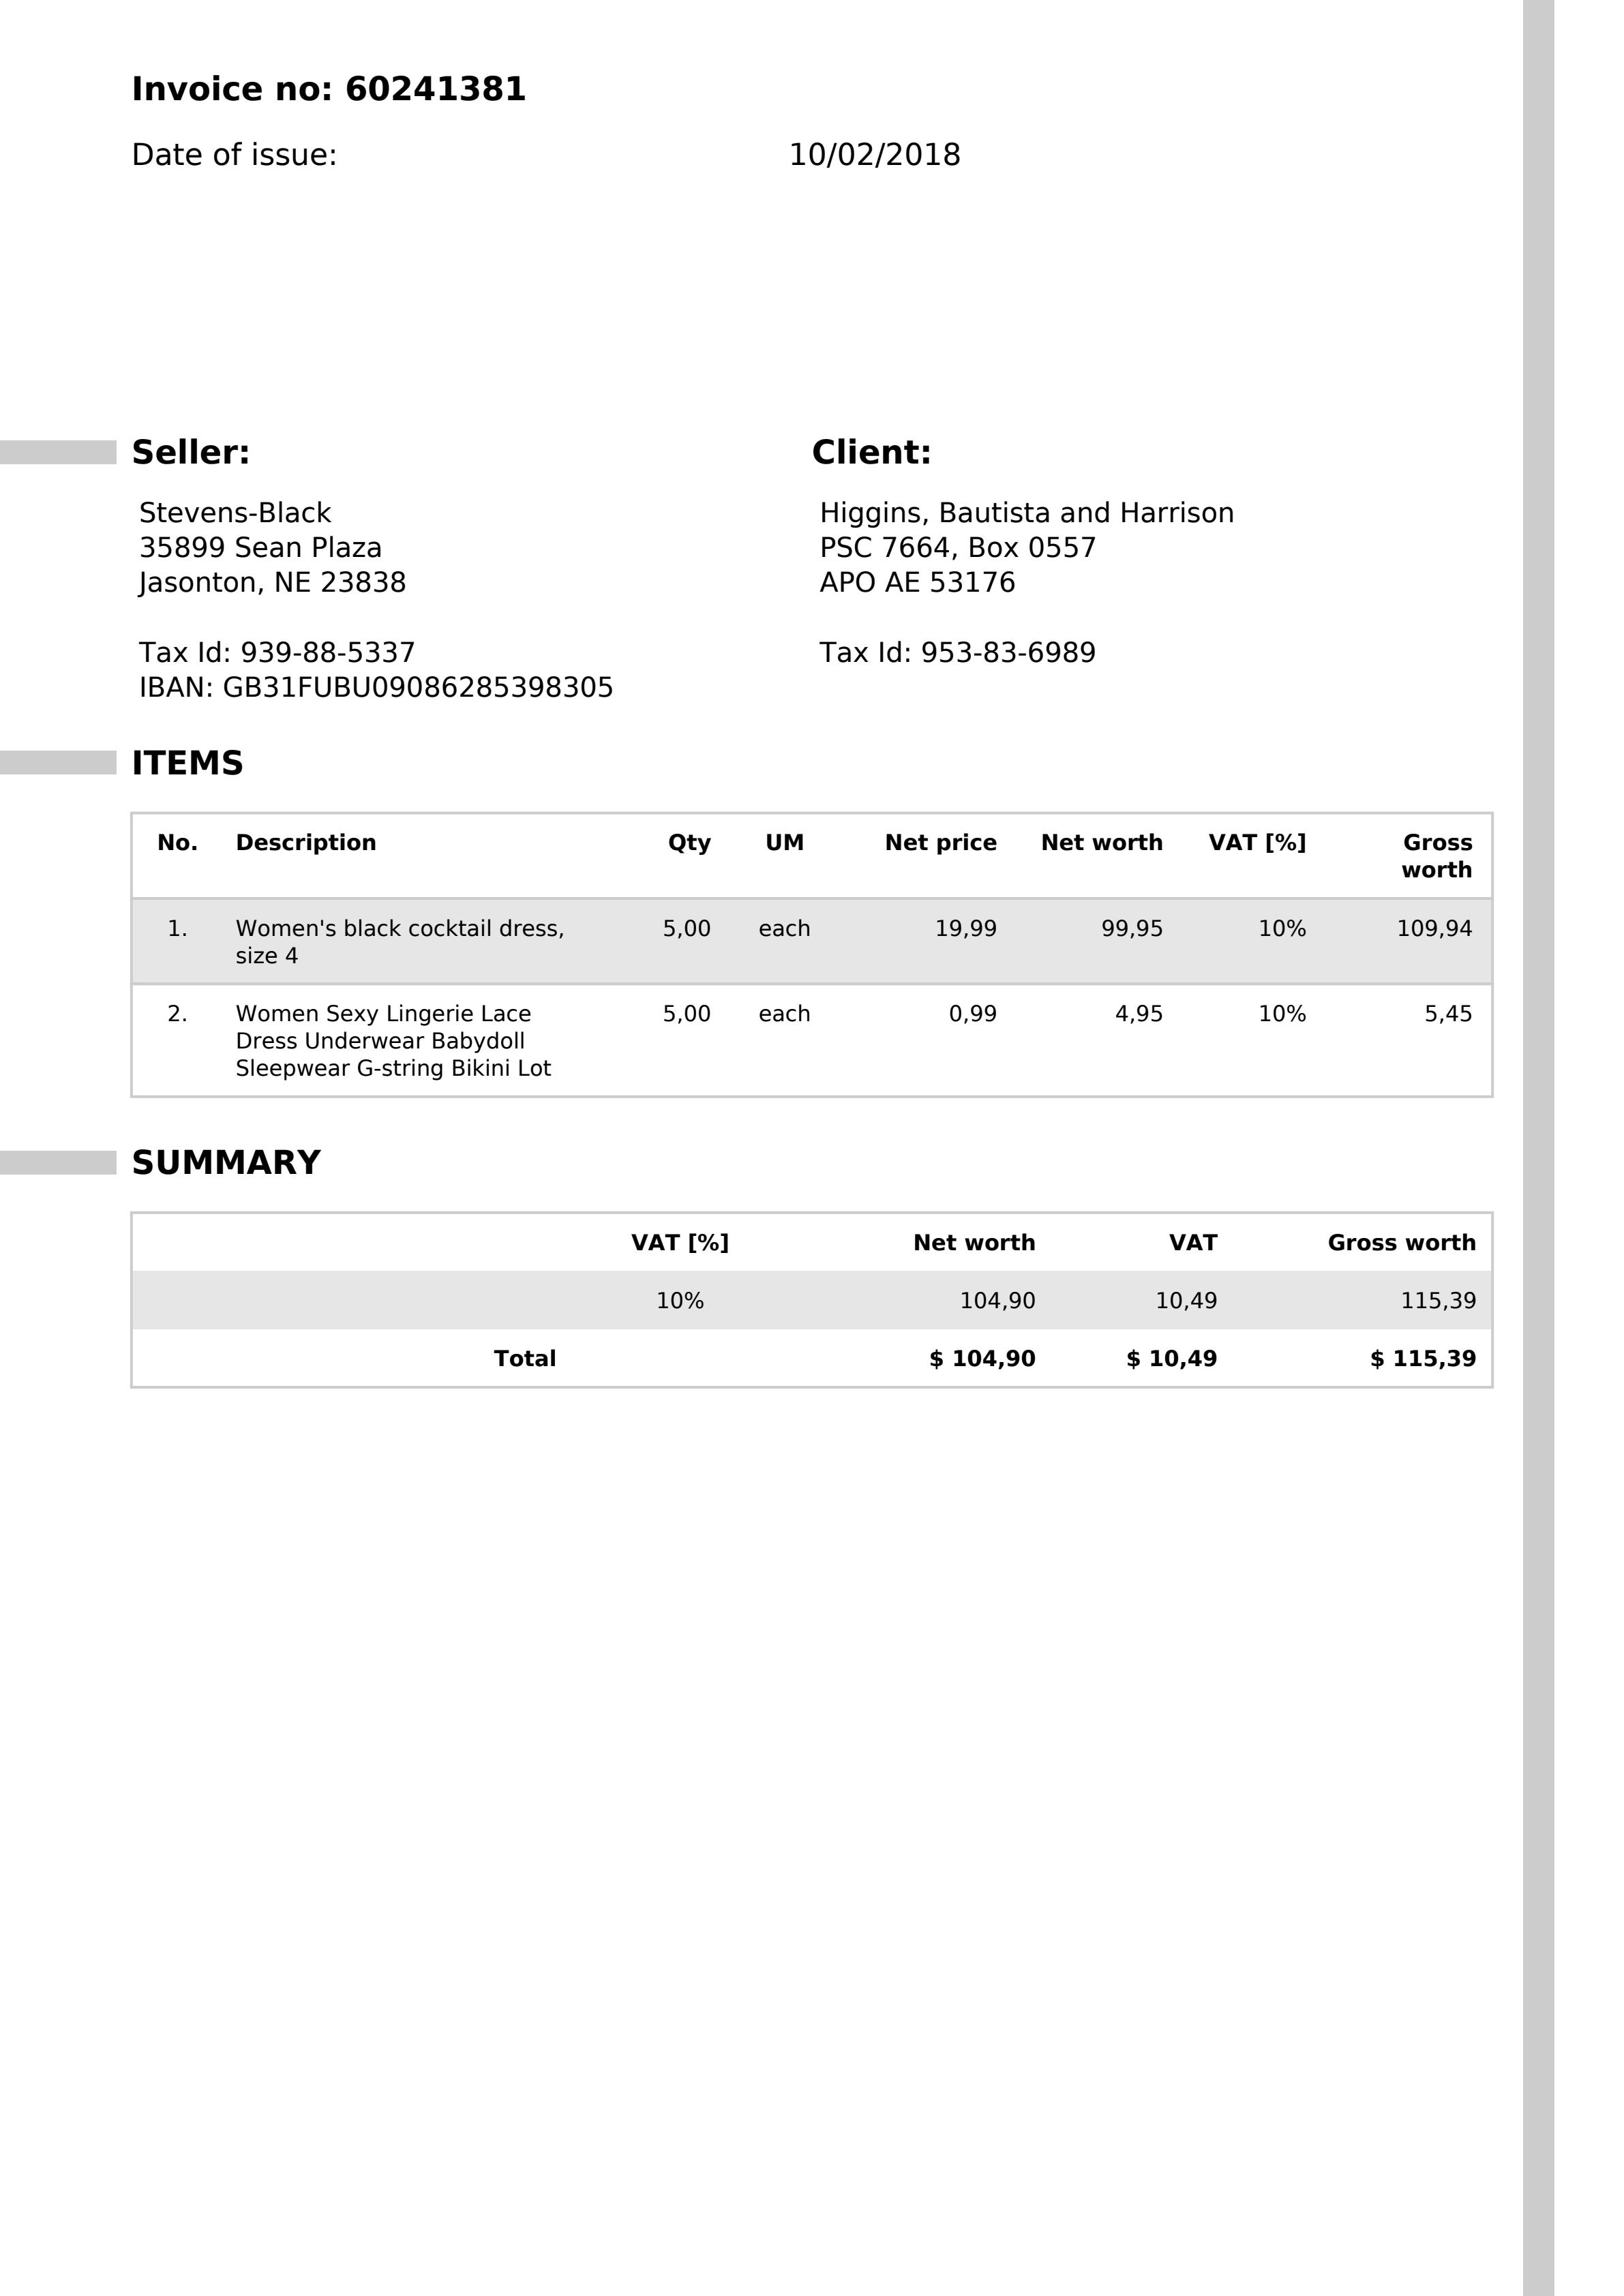 Invoice no: 60241381
Date of issue: 10/02/2018
Seller:
Stevens-Black
35899 Sean Plaza
Jasonton, NE 23838
Tax Id: 939-88-5337
IBAN: GB31FUBU09086285398305
Client:
Higgins, Bautista and Harrison
PSC 7664, Box 0557
APO AE 53176
Tax Id: 953-83-6989
ITEMS
No. Description Qty UM Net price Net worth VAT [%] Gross
worth
1. Women's black cocktail dress, 5,00 each 19,99 99,95 10% 109,94
size 4
2. Women Sexy Lingerie Lace 5,00 each 0,99 4,95 10% 5,45
Dress Underwear Babydoll
Sleepwear G-string Bikini Lot
SUMMARY
VAT [%] Net worth VAT Gross worth
10% 104,90 10,49 115,39
Total $ 104,90 $ 10,49 $ 115,39